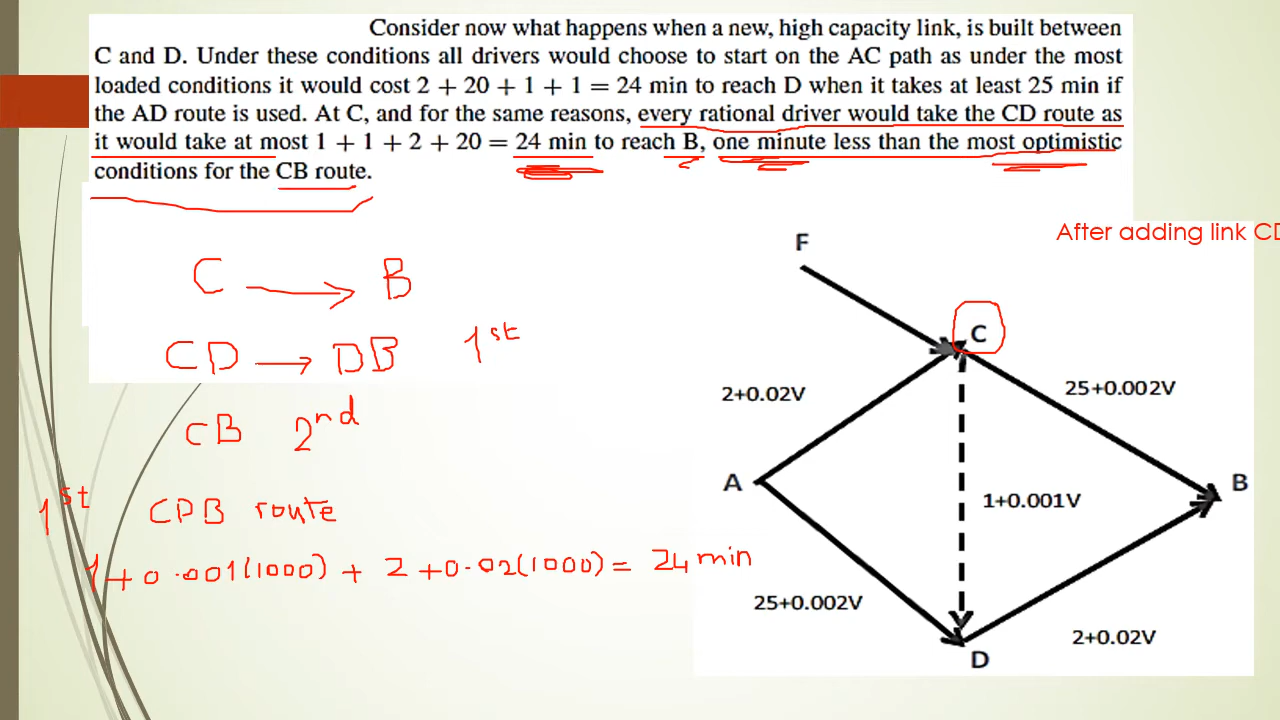 Consider now what happens when a new, high capacity link, is built between
C and D. Under these conditions all drivers would choose to start on the AC path as under the most
loaded conditions it would cost 2 + 20 + 1 + 1 = 24 min to reach D when it takes at least 25 min if
the AD route is used. At C, and for the same reasons, every rational driver would take the CD route as
it would take at most 1 + 1 + 2 + 20 = 24 min to reach B, one minute less than the most optimistic
conditions for the CB route.
After adding link CD
F
C → B
C
CD → DB 1st
2+0.02V
25+0.002V
CB 2nd
A
B
1st CDB route
1+0.001V
1+0.001(1000) + 2+0.02(1000) = 24 min
25+0.002V
2+0.02V
D